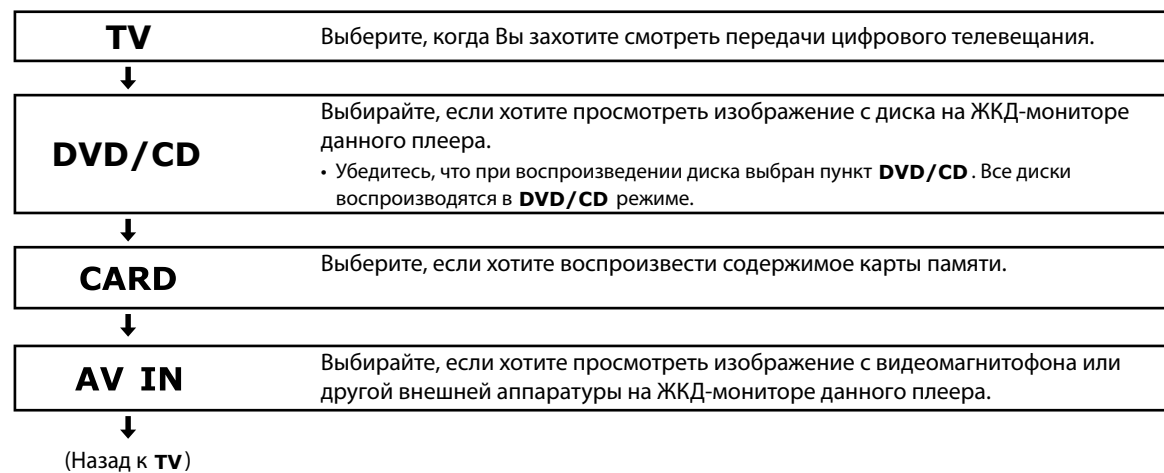 TV
Выберите, когда Вы захотите смотреть передачи цифрового телевещания.
DVD/CD
Выбирайте, если хотите просмотреть изображение с диска на ЖКД-мониторе
данного плеера.
• Убедитесь, что при воспроизведении диска выбран пункт DVD/CD. Все диски
воспроизводятся в DVD/CD режиме.
CARD
Выберите, если хотите воспроизвести содержимое карты памяти.
AV IN
Выбирайте, если хотите просмотреть изображение с видеомагнитофона или
другой внешней аппаратуры на ЖКД-мониторе данного плеера.
(Назад к TV)